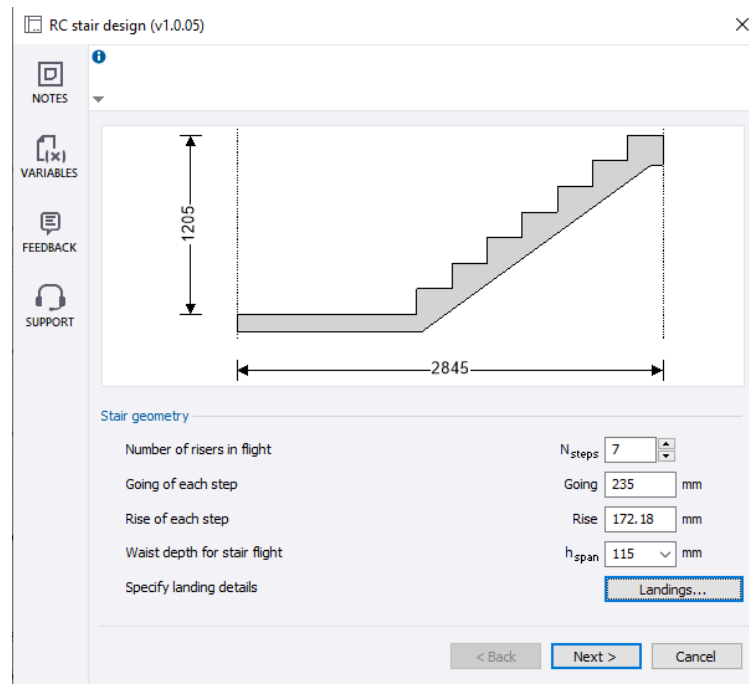 RC stair design (v1.0.05)
NOTES
VARIABLES
FEEDBACK
SUPPORT
1205
2845
Stair geometry
Number of risers in flight Nsteps 7
Going of each step Going 235 mm
Rise of each step Rise 172.18 mm
Waist depth for stair flight hspan 115 mm
Specify landing details Landings...
< Back Next > Cancel